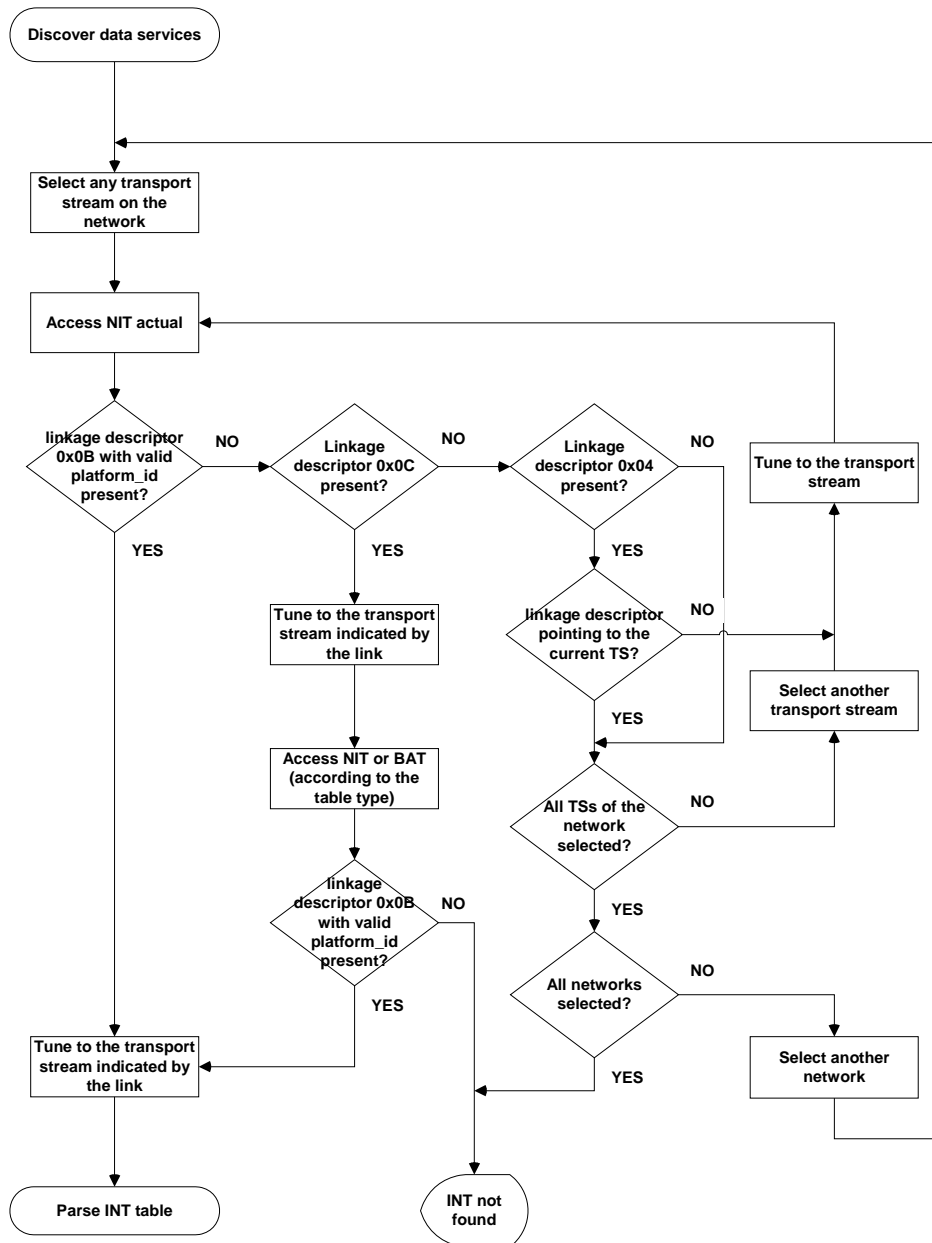 Discover data services
Select any transport
stream on the
network
Access NIT actual
linkage descriptor
0x0B with valid
platform_id
present?
NO
Linkage
descriptor 0x0C
present?
NO
Linkage
descriptor 0x04
present?
NO
Tune to the transport
stream
YES
YES
YES
Tune to the transport
stream indicated by
the link
linkage descriptor
pointing to the
current TS?
NO
Select another
transport stream
YES
Access NIT or BAT
(according to the
table type)
All TSs of the
network
selected?
NO
linkage
descriptor 0x0B
with valid
platform_id
present?
NO
YES
All networks
selected?
NO
YES
Tune to the transport
stream indicated by
the link
YES
Select another
network
Parse INT table
INT not
found